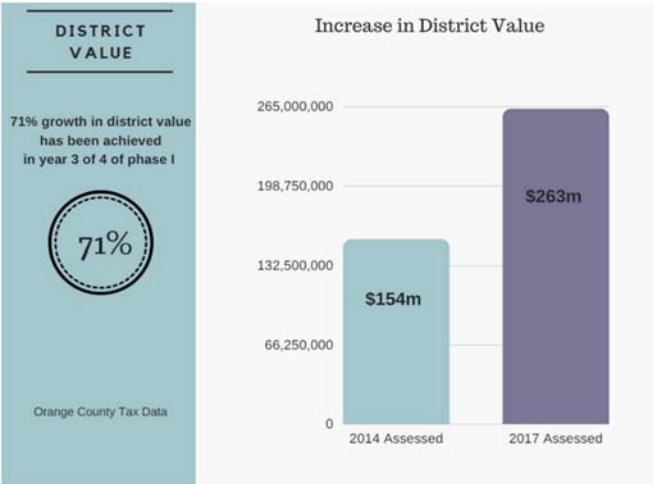 DISTRICT
VALUE
71% growth in district value
has been achieved
in year 3 of 4 of phase I
71%
Orange County Tax Data
Increase in District Value
265,000,000
198,750,000
132,500,000
66,250,000
0
$154m
$263m
2014 Assessed
2017 Assessed